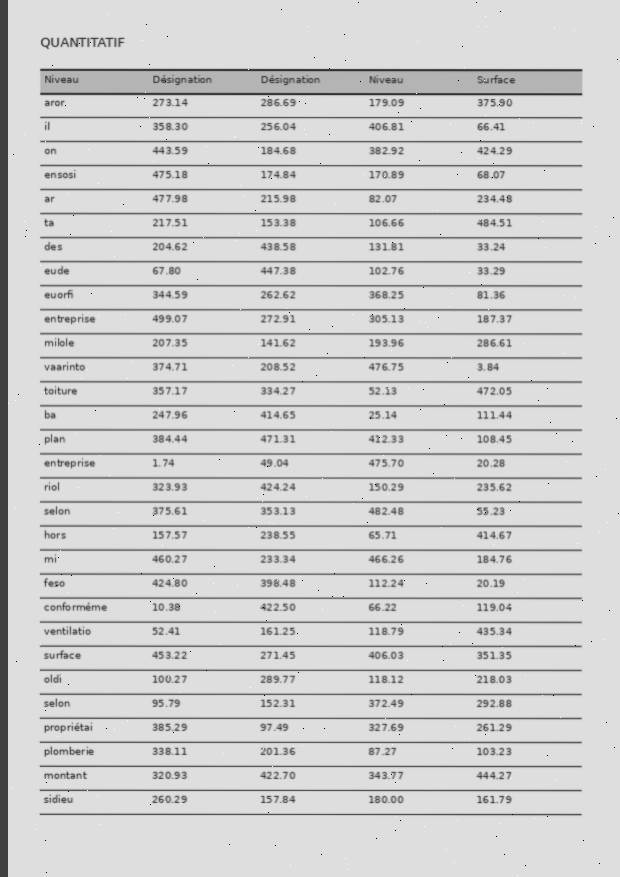 QUANTITATIF
Niveau Désignation Désignation Niveau Surface
aror. 273.14 286.69 179.09 375.90
il 358.30 256.04 406.81 66.41
on 443.59 184.68 382.92 424.29
ensosi 475.18 174.84 170.89 68.07
ar 477.98 215.98 82.07 234.48
ta 217.51 153.38 106.66 484.51
des 204.62 438.58 131.81 33.24
eude 67.80 447.38 102.76 33.29
euorfi 344.59 262.62 368.25 81.36
entreprise 499.07 272.91 305.13 187.37
milole 207.35 141.62 193.96 286.61
vaarinto 374.71 208.52 476.75 3.84
toiture 357.17 334.27 52.13 472.05
ba 247.96 414.65 25.14 111.44
plan 384.44 471.31 412.33 108.45
entreprise 1.74 49.04 475.70 20.28
riol 323.93 424.24 150.29 235.62
selon 375.61 353.13 482.48 55.23
hors 157.57 238.55 65.71 414.67
mi 460.27 233.34 466.26 184.76
feso 424.80 398.48 112.24 20.19
conforméme 10.38 422.50 66.22 119.04
ventilatio 52.41 161.25 118.79 435.34
surface 453.22 271.45 406.03 351.35
oldi 100.27 289.77 118.12 218.03
selon 95.79 152.31 372.49 292.88
propriétai 385.29 97.49 327.69 261.29
plomberie 338.11 201.36 87.27 103.23
montant 320.93 422.70 343.77 444.27
sidieu 260.29 157.84 180.00 161.79